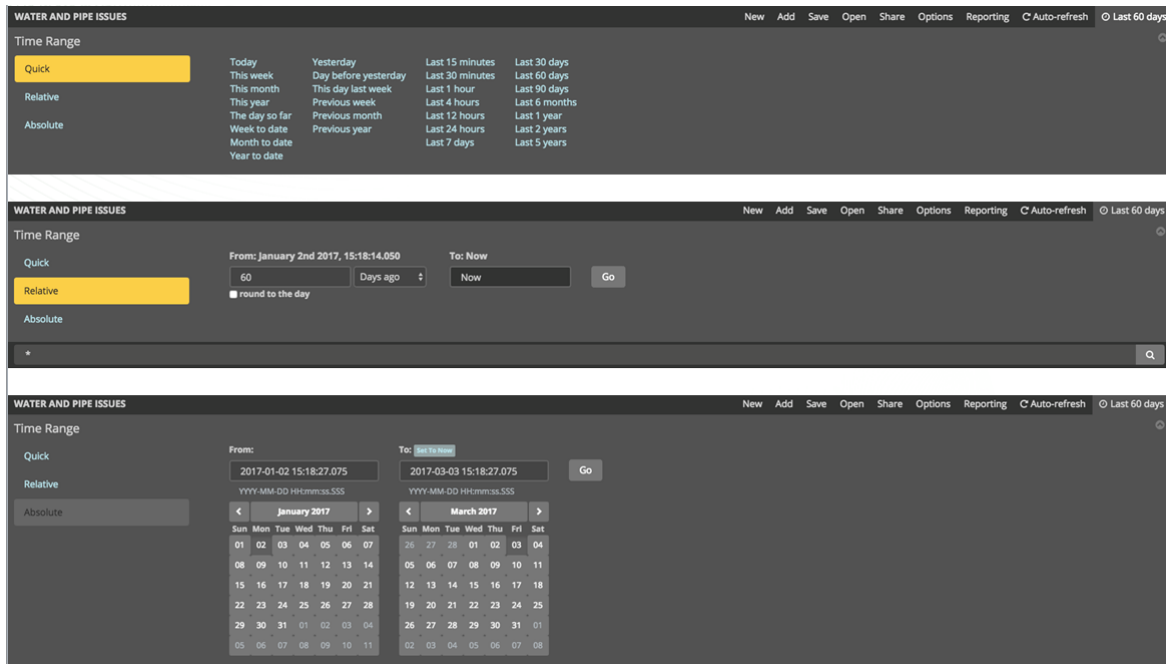 WATER AND PIPE ISSUES New Add Save Open Share Options Reporting Auto-refresh Last 60 days
Time Range
Quick
Relative
Absolute
Today Yesterday Last 15 minutes Last 30 days
This week Day before yesterday Last 30 minutes Last 60 days
This month This day last week Last 1 hour Last 90 days
This year Previous week Last 4 hours Last 6 months
The day so far Previous month Last 12 hours Last 1 year
Week to date Previous year Last 24 hours Last 2 years
Month to date Last 7 days Last 5 years
Year to date
WATER AND PIPE ISSUES New Add Save Open Share Options Reporting Auto-refresh Last 60 days
Time Range
Quick
Relative
Absolute
From: January 2nd 2017, 15:18:14.050 To: Now
60 Days ago Now Go
round to the day
*
WATER AND PIPE ISSUES New Add Save Open Share Options Reporting Auto-refresh Last 60 days
Time Range
Quick
Relative
Absolute
From: To: Set To Now
2017-01-02 15:18:27.075 2017-03-03 15:18:27.075 Go
YYYY-MM-DD HH:mm:ss.SSS YYYY-MM-DD HH:mm:ss.SSS
January 2017 March 2017
Sun Mon Tue Wed Thu Fri Sat Sun Mon Tue Wed Thu Fri Sat
01 02 03 04 05 06 07 26 27 28 01 02 03 04
08 09 10 11 12 13 14 05 06 07 08 09 10 11
15 16 17 18 19 20 21 12 13 14 15 16 17 18
22 23 24 25 26 27 28 19 20 21 22 23 24 25
29 30 31 01 02 03 04 26 27 28 29 30 31 01
05 06 07 08 09 10 11 02 03 04 05 06 07 08